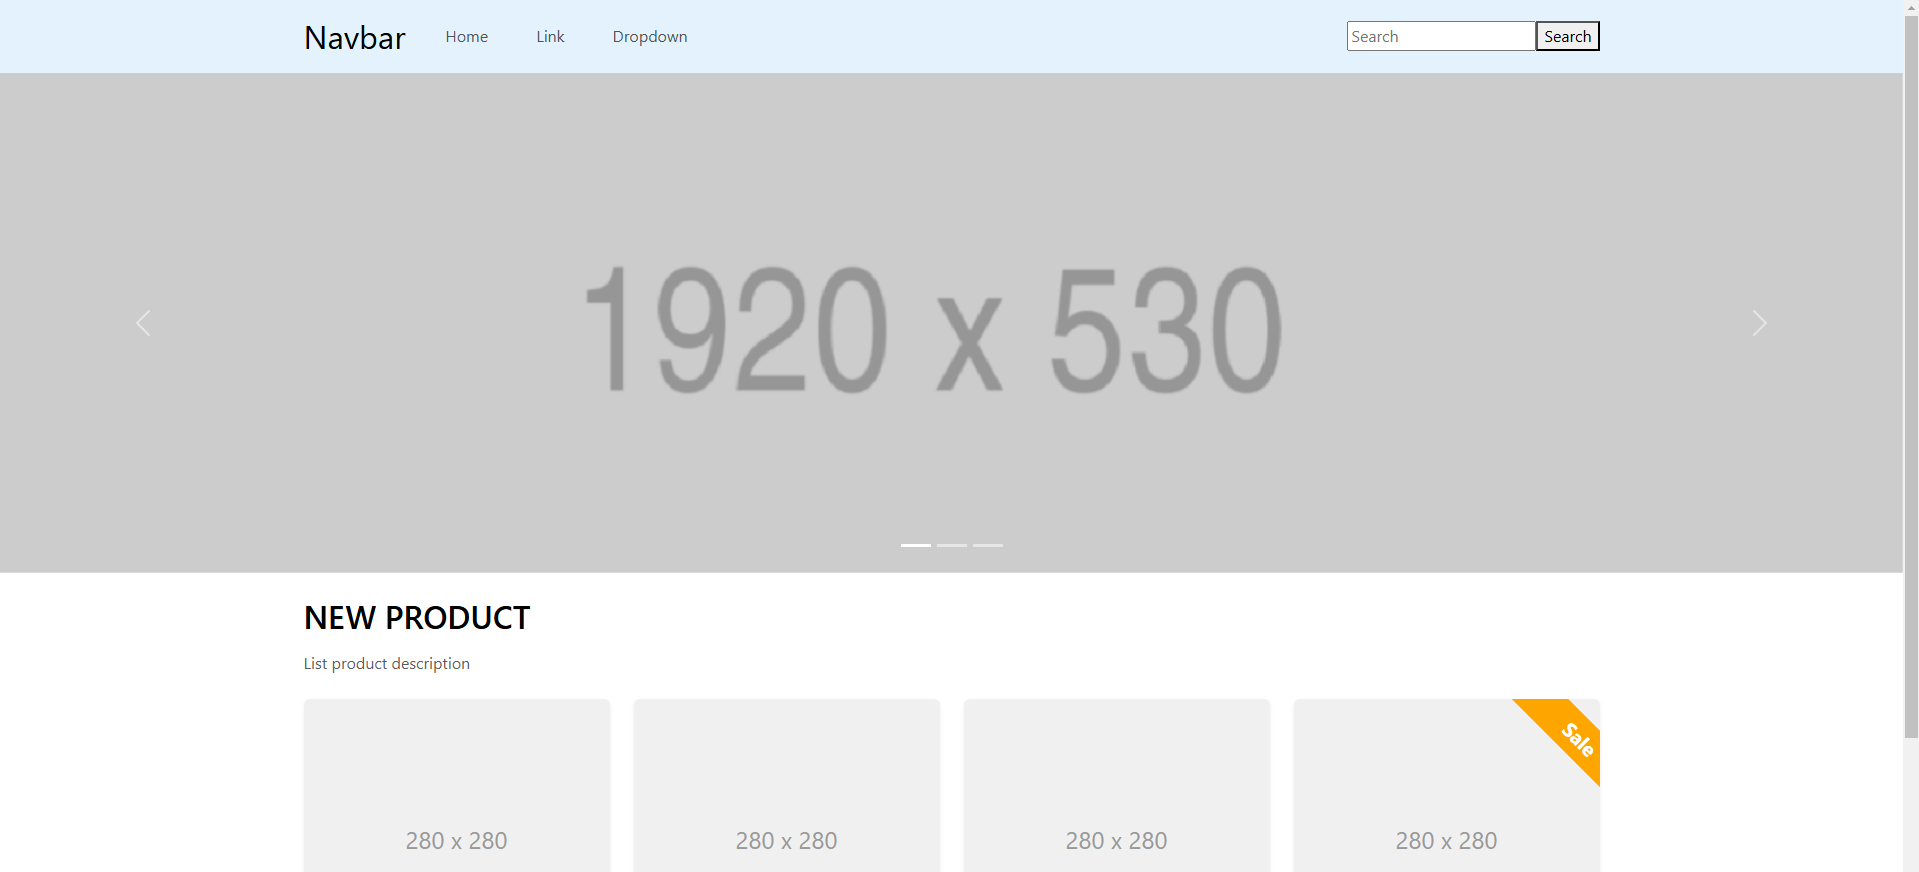 Navbar Home Link Dropdown Search Search
1920 x 530
NEW PRODUCT
List product description
Sale
280 x 280 280 x 280 280 x 280 280 x 280